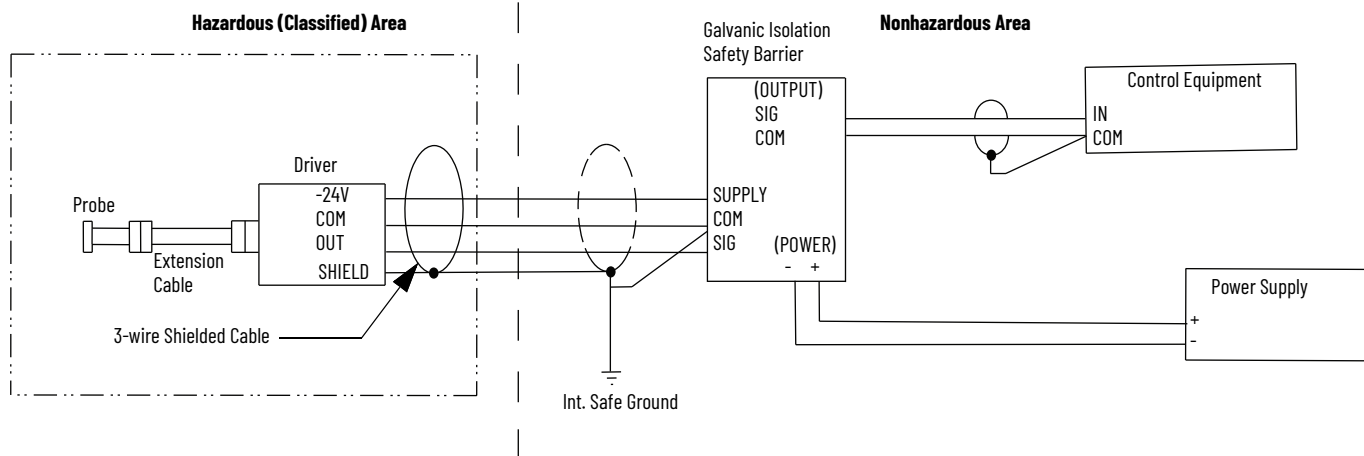 Hazardous (Classified) Area
Nonhazardous Area
Galvanic Isolation
Safety Barrier
(OUTPUT)
SIG
COM
Control Equipment
IN
COM
Driver
-24V
COM
OUT
SHIELD
Probe
Extension
Cable
3-wire Shielded Cable
SUPPLY
COM
SIG
(POWER)
- +
Int. Safe Ground
Power Supply
+
-